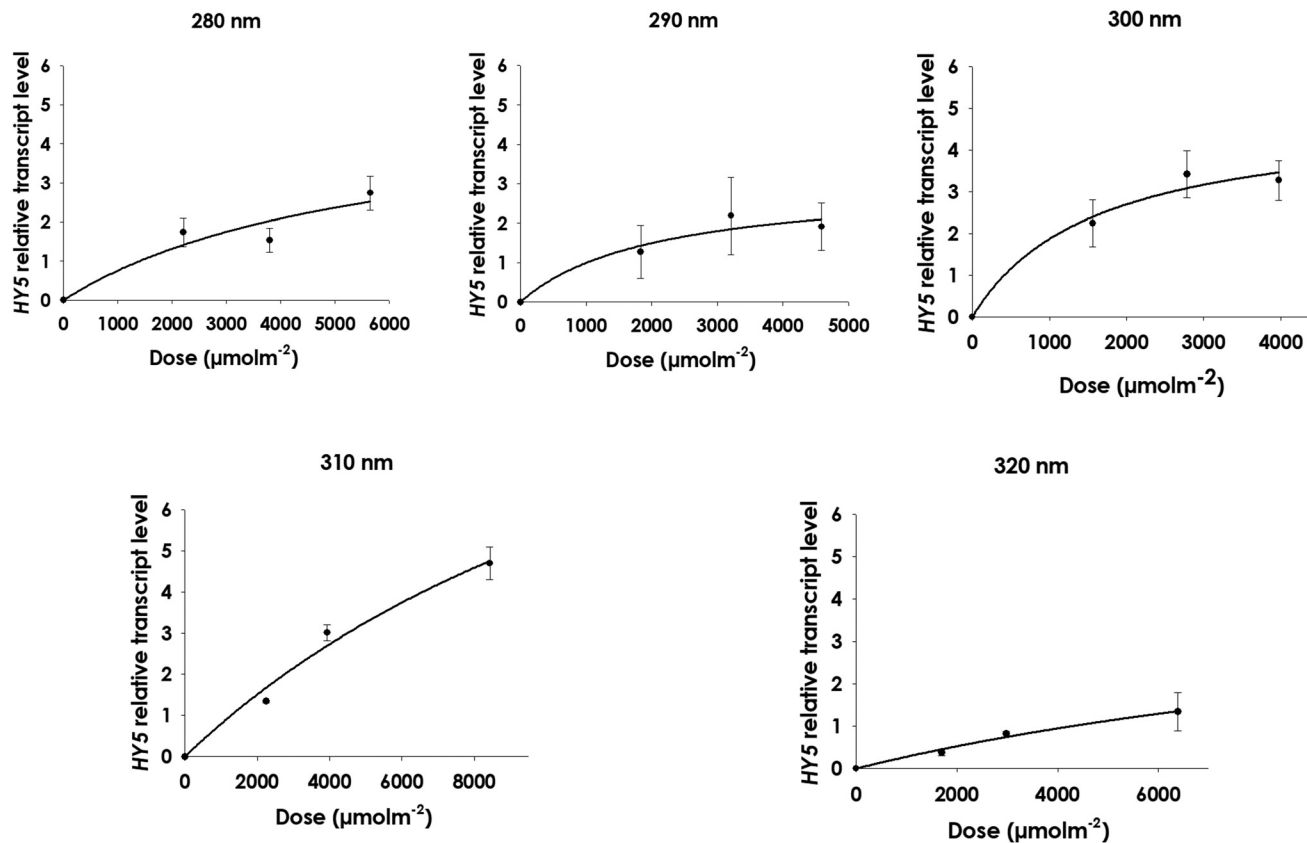 280 nm
HY5 relative transcript level
6
5
4
3
2
1
0
0 1000 2000 3000 4000 5000 6000
Dose (µmolm-2)
290 nm
HY5 relative transcript level
6
5
4
3
2
1
0
0 1000 2000 3000 4000 5000
Dose (µmolm-2)
300 nm
HY5 relative transcript level
6
5
4
3
2
1
0
0 1000 2000 3000 4000
Dose (µmolm-2)
310 nm
HY5 relative transcript level
6
5
4
3
2
1
0
0 2000 4000 6000 8000
Dose (µmolm-2)
320 nm
HY5 relative transcript level
6
5
4
3
2
1
0
0 2000 4000 6000
Dose (µmolm-2)